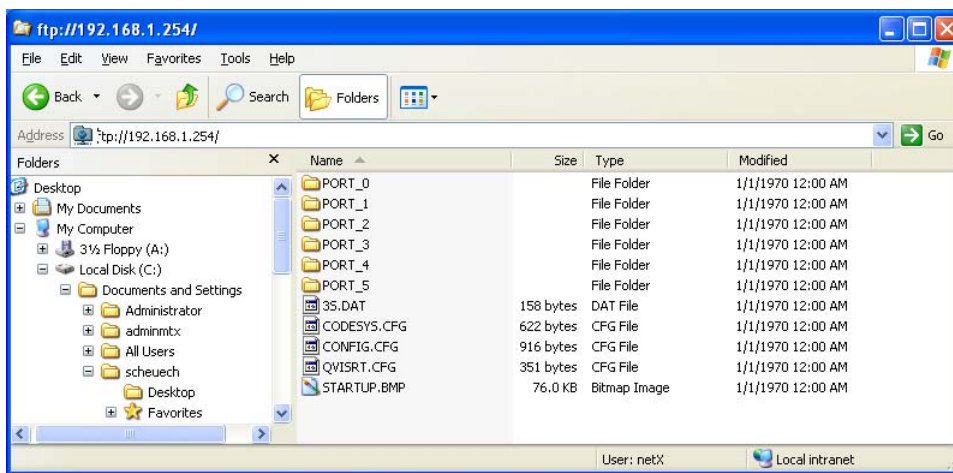 ftp://192.168.1.254/
File Edit View Favorites Tools Help
Back Search Folders
Address ftp://192.168.1.254/ Go
Folders
Name Size Type Modified
Desktop
My Documents
My Computer
3½ Floppy (A:)
Local Disk (C:)
Documents and Settings
Administrator
adminmtx
All Users
scheuech
Desktop
Favorites
PORT_0 File Folder 1/1/1970 12:00 AM
PORT_1 File Folder 1/1/1970 12:00 AM
PORT_2 File Folder 1/1/1970 12:00 AM
PORT_3 File Folder 1/1/1970 12:00 AM
PORT_4 File Folder 1/1/1970 12:00 AM
PORT_5 File Folder 1/1/1970 12:00 AM
3S.DAT 158 bytes DAT File 1/1/1970 12:00 AM
CODESYS.CFG 622 bytes CFG File 1/1/1970 12:00 AM
CONFIG.CFG 916 bytes CFG File 1/1/1970 12:00 AM
QVISRT.CFG 351 bytes CFG File 1/1/1970 12:00 AM
STARTUP.BMP 76.0 KB Bitmap Image 1/1/1970 12:00 AM
User: netX Local intranet